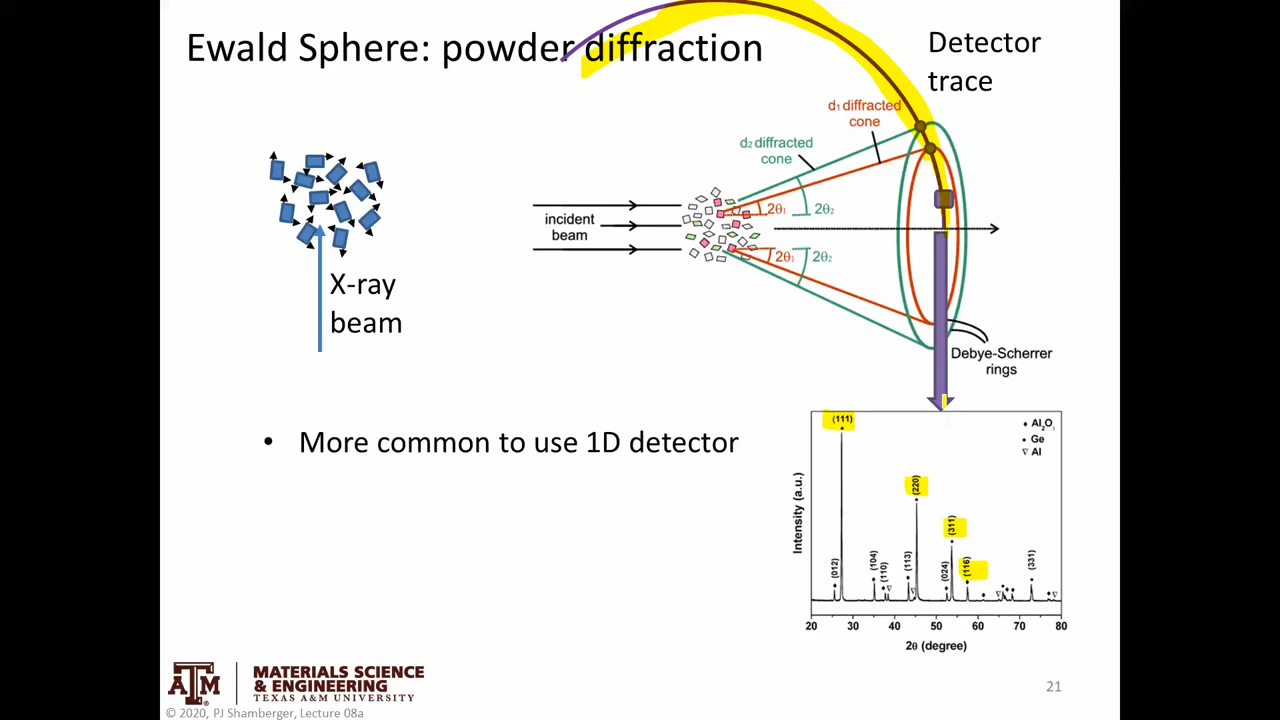 Ewald Sphere: powder diffraction
Detector
trace
d1 diffracted
cone
d2 diffracted
cone
2θ1
2θ2
incident
beam
2θ1
2θ2
X-ray
beam
Debye-Scherrer
rings
• More common to use 1D detector
Intensity (a.u.)
(012)
(111)
(104)
(110)
(113)
(220)
(024)
(311)
(116)
(331)
Al2O3
Ge
Al
20 30 40 50 60 70 80
2θ (degree)
ATM
MATERIALS SCIENCE
& ENGINEERING
TEXAS A&M UNIVERSITY
21
© 2020, PJ Shamberger, Lecture 08a